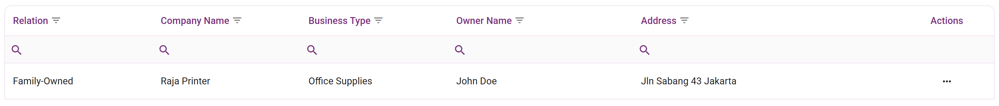 Relation Company Name Business Type Owner Name Address Actions
Family-Owned Raja Printer Office Supplies John Doe Jln Sabang 43 Jakarta